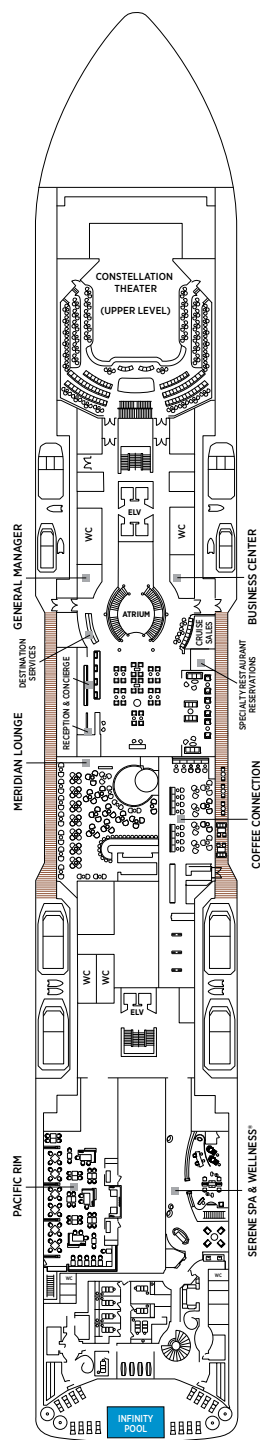 CONSTELLATION
THEATER
(UPPER LEVEL)
ELV
WC
WC
GENERAL MANAGER
BUSINESS CENTER
ATRIUM
DESTINATION
SERVICES
CRUISE
SALES
RECEPTION & CONCIERGE
SPECIALTY RESTAURANT
RESERVATIONS
MERIDIAN LOUNGE
COFFEE CONNECTION
WC
WC
ELV
PACIFIC RIM
SERENE SPA & WELLNESS®
WC
WC
INFINITY
POOL